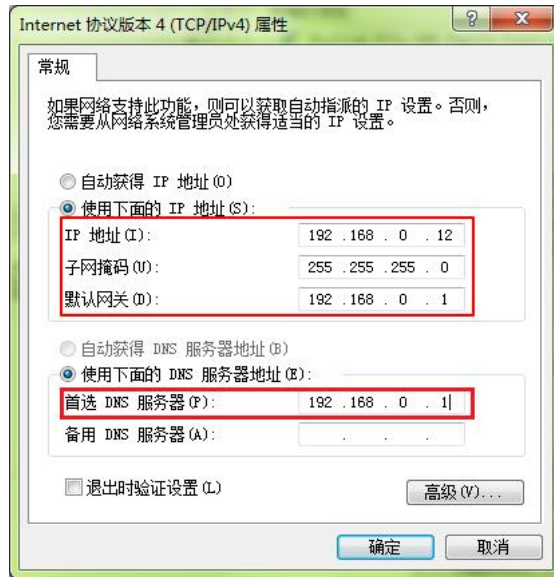 Internet 协议版本 4 (TCP/IPv4) 属性
常规
如果网络支持此功能，则可以获取自动指派的 IP 设置。否则，
您需要从网络系统管理员处获得适当的 IP 设置。
自动获得 IP 地址(O)
使用下面的 IP 地址(S):
IP 地址(I): 192 .168 . 0 . 12
子网掩码(U): 255 .255 .255 . 0
默认网关(D): 192 .168 . 0 . 1
自动获得 DNS 服务器地址(B)
使用下面的 DNS 服务器地址(E):
首选 DNS 服务器(P): 192 .168 . 0 . 1
备用 DNS 服务器(A): . . .
退出时验证设置(L)
高级(V)...
确定 取消